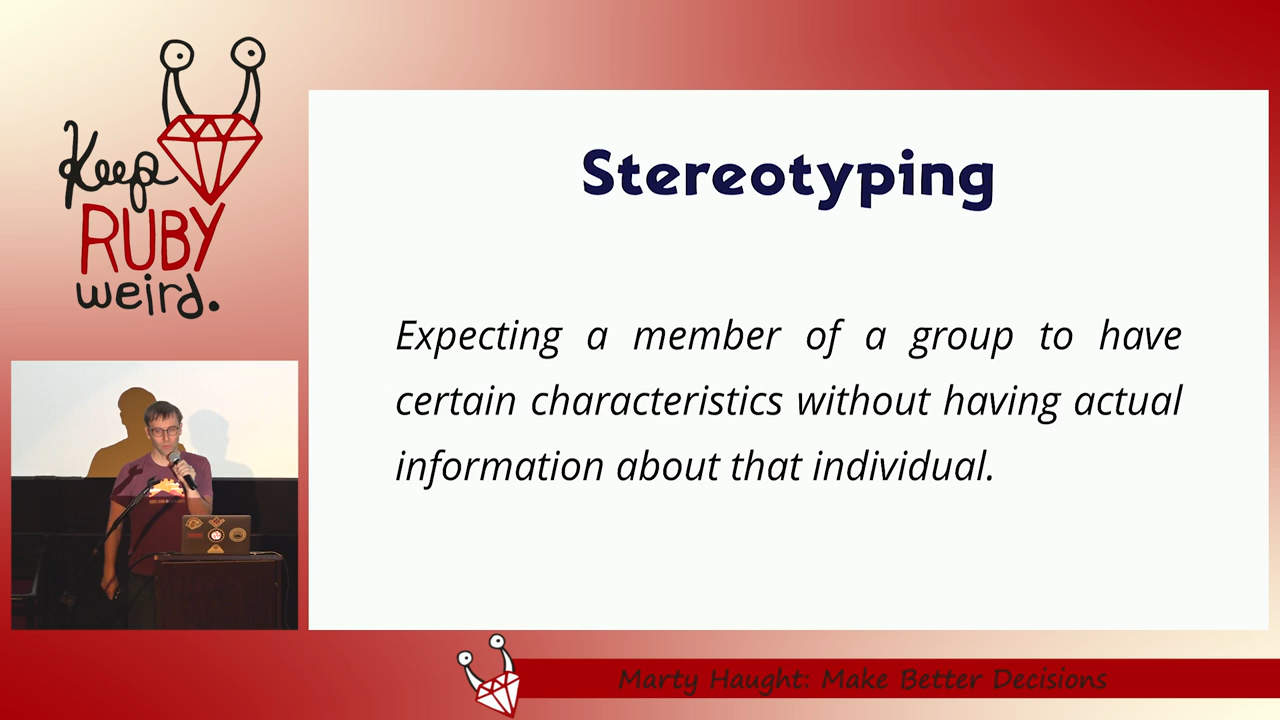 Keep
RUBY
weird.
Stereotyping
Expecting a member of a group to have
certain characteristics without having actual
information about that individual.
Marty Haught: Make Better Decisions